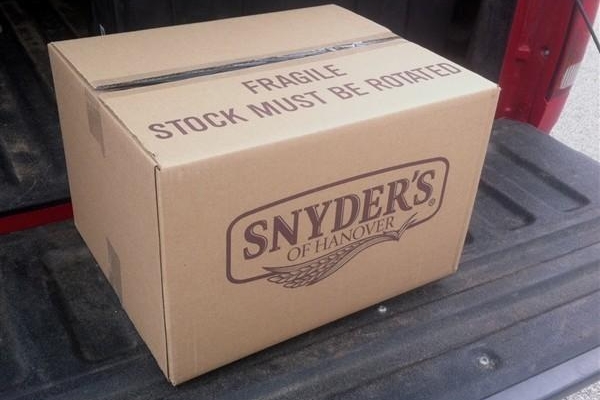 FRAGILE
STOCK MUST BE ROTATED
SNYDER'S®
OF HANOVER